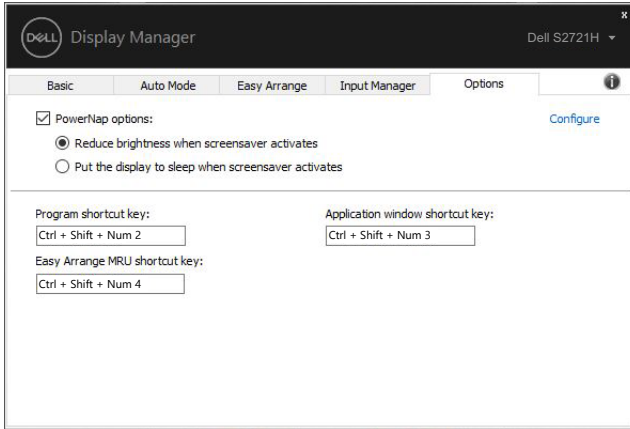 DELL Display Manager
x
Dell S2721H
Basic Auto Mode Easy Arrange Input Manager Options
i
PowerNap options:
Configure
Reduce brightness when screensaver activates
Put the display to sleep when screensaver activates
Program shortcut key:
Application window shortcut key:
Ctrl + Shift + Num 2
Ctrl + Shift + Num 3
Easy Arrange MRU shortcut key:
Ctrl + Shift + Num 4